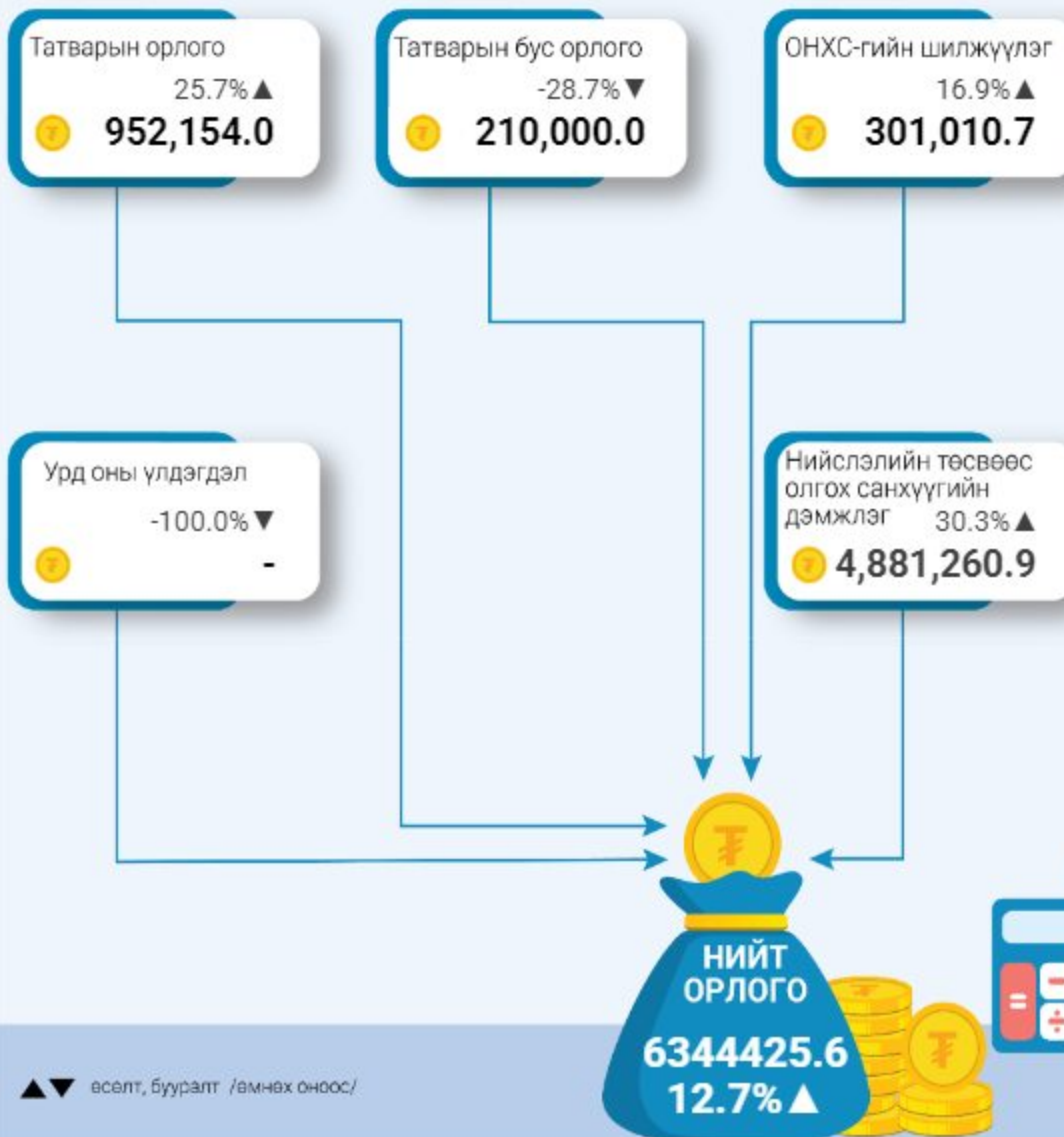 Татварын орлого
25.7%▲
952,154.0
Татварын бус орлого
-28.7%▼
210,000.0
ОНХС-гийн шилжүүлэг
16.9%▲
301,010.7
Урд оны үлдэгдэл
-100.0%▼
-
Нийслэлийн төсвөөс
олгох санхүүгийн
дэмжлэг 30.3%▲
4,881,260.9
НИЙТ
ОРЛОГО
6344425.6
12.7%▲
▲▼ өсөлт, бууралт /өмнөх оноос/